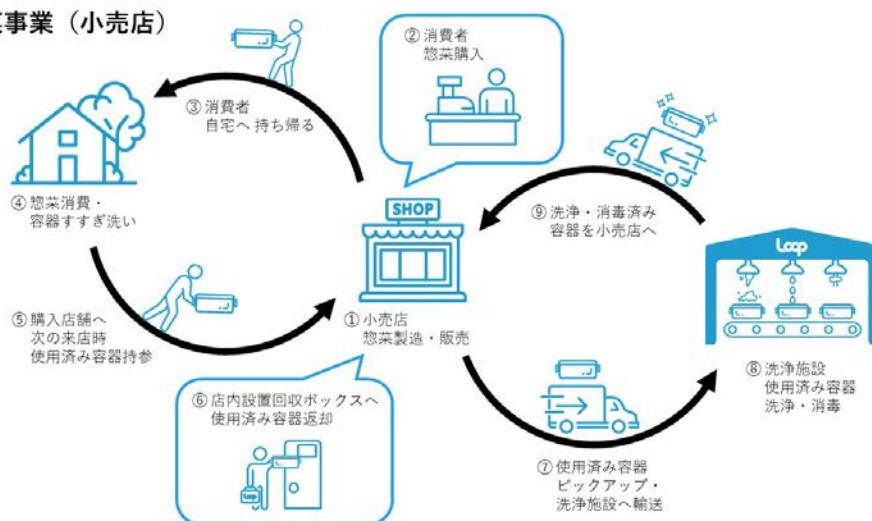 事業（小売店）
① 小売店
惣菜製造・販売
② 消費者
惣菜購入
③ 消費者
自宅へ 持ち帰る
④ 惣菜消費・
容器すすぎ洗い
⑤ 購入店舗へ
次の来店時
使用済み容器持参
⑥ 店内設置回収ボックスへ
使用済み容器返却
⑦ 使用済み容器
ピックアップ・
洗浄施設へ輸送
⑧ 洗浄施設
使用済み容器
洗浄・消毒
⑨ 洗浄・消毒済み
容器を小売店へ
SHOP
Loop
Loop